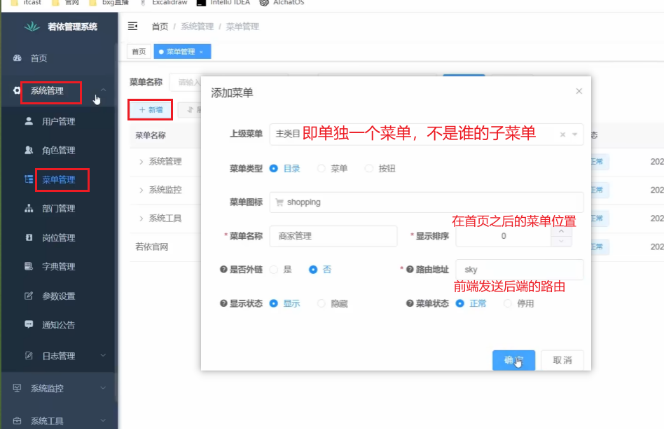 itcast 官网 bxg直播 Excalidraw IntelliJ IDEA AIchatOS
若依管理系统
首页 / 系统管理 / 菜单管理
首页
菜单管理 ×
首页
系统管理
用户管理
角色管理
菜单管理
部门管理
岗位管理
字典管理
参数设置
通知公告
日志管理
系统监控
系统工具
菜单名称 请输入
+ 新增
菜单名称
系统管理 正常 202
系统监控 正常 202
系统工具 正常 202
若依官网 正常 202
添加菜单 ×
上级菜单 主类目 即单独一个菜单，不是谁的子菜单
菜单类型 目录 菜单 按钮
菜单图标 shopping
在首页之后的菜单位置
* 菜单名称 商家管理 * 显示排序 0
是否外链 是 否 * 路由地址 sky
前端发送后端的路由
显示状态 显示 隐藏 菜单状态 正常 停用
确定 取消